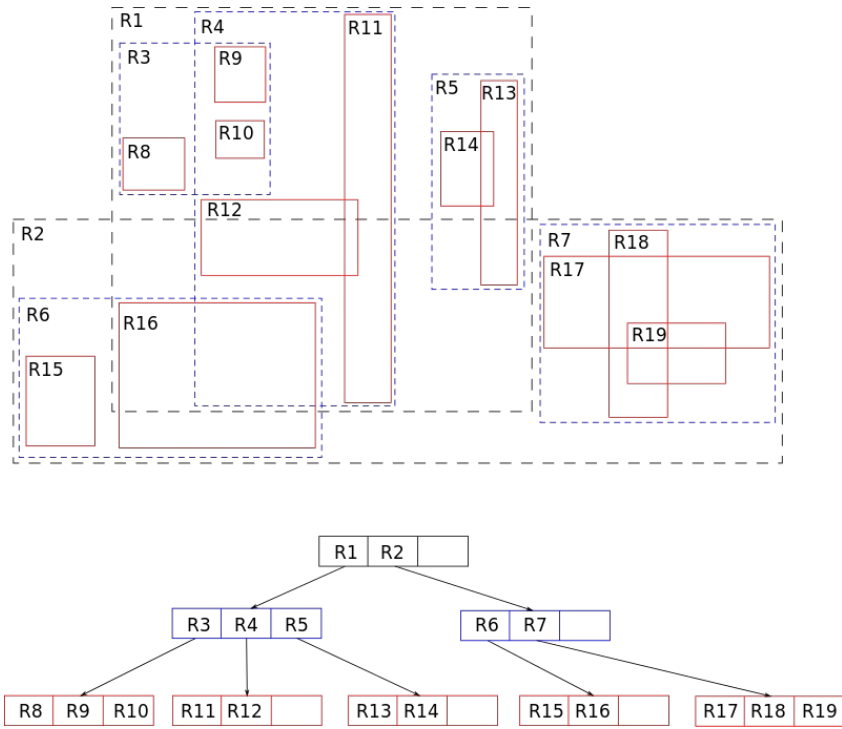 R1
R4
R11
R3
R9
R5
R13
R10
R14
R8
R12
R2
R7
R18
R17
R6
R16
R19
R15
R1 R2
R3 R4 R5
R6 R7
R8 R9 R10
R11 R12
R13 R14
R15 R16
R17 R18 R19